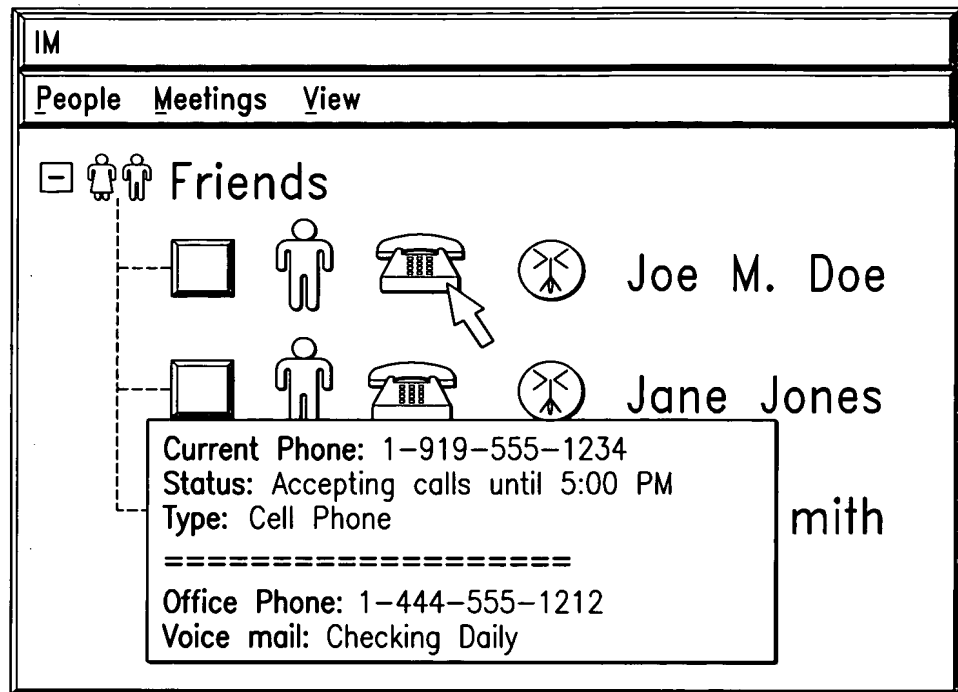 IM
People Meetings View
Friends
Joe M. Doe
Jane Jones
mith
Current Phone: 1-919-555-1234
Status: Accepting calls until 5:00 PM
Type: Cell Phone
====================
Office Phone: 1-444-555-1212
Voice mail: Checking Daily